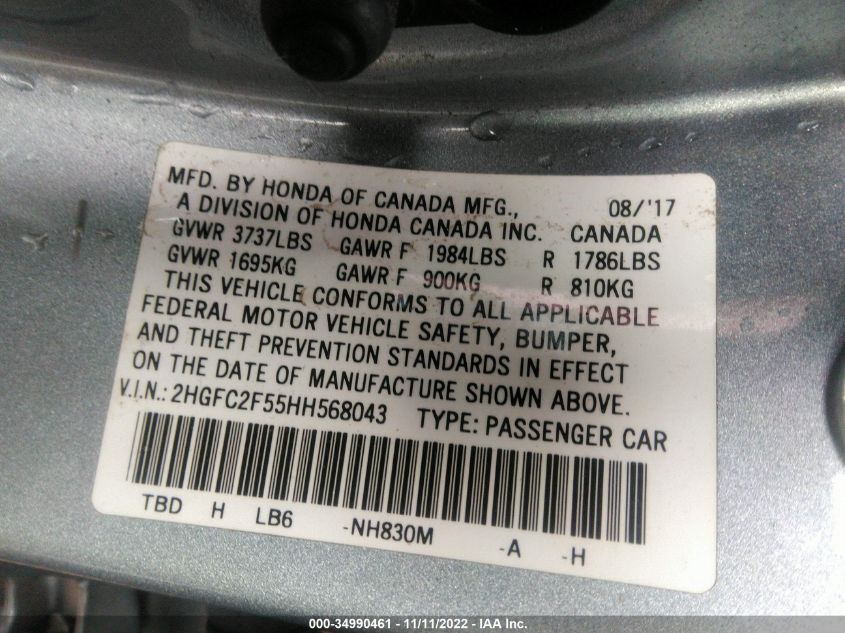 MFD. BY HONDA OF CANADA MFG., 08/'17
A DIVISION OF HONDA CANADA INC. CANADA
GVWR 3737LBS GAWR F 1984LBS R 1786LBS
GVWR 1695KG GAWR F 900KG R 810KG
THIS VEHICLE CONFORMS TO ALL APPLICABLE
FEDERAL MOTOR VEHICLE SAFETY, BUMPER,
AND THEFT PREVENTION STANDARDS IN EFFECT
ON THE DATE OF MANUFACTURE SHOWN ABOVE.
V.I.N.: 2HGFC2F55HH568043 TYPE: PASSENGER CAR
TBD H LB6 -NH830M -A -H
000-34990461 - 11/11/2022 - IAA Inc.